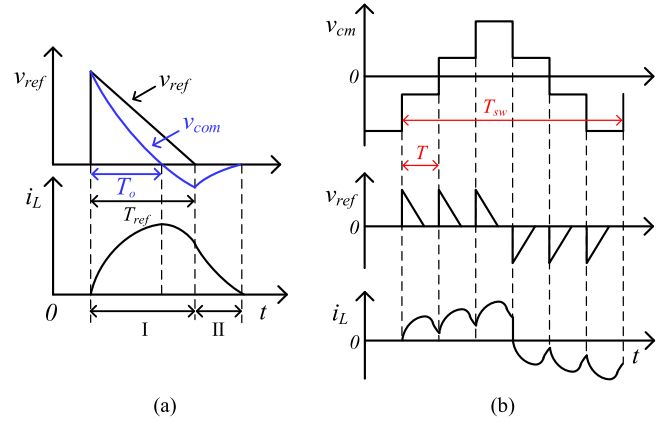 v_ref
v_ref
v_com
T_o
T_ref
i_L
0
t
I
II
(a)
v_cm
0
T_sw
T
v_ref
0
i_L
0
t
(b)